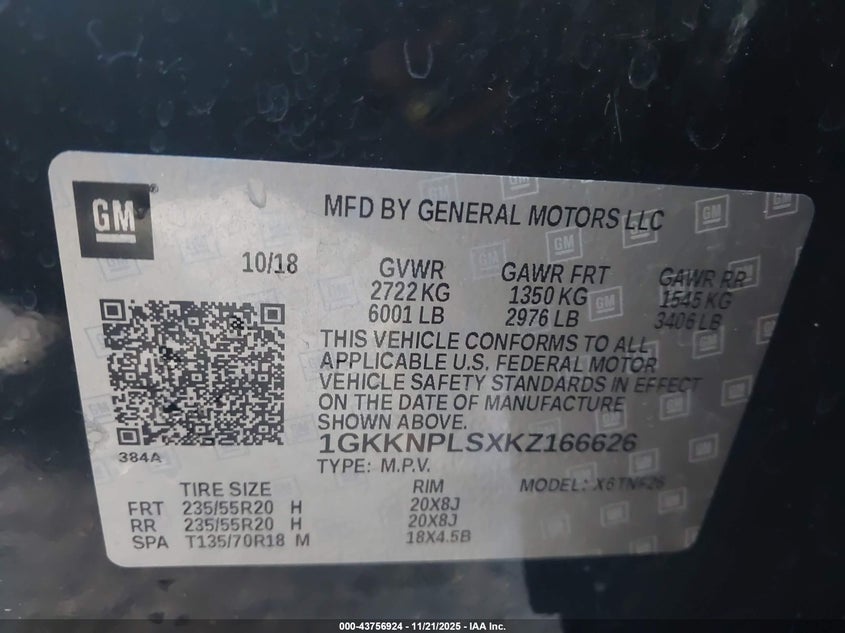 GM
MFD BY GENERAL MOTORS LLC
10/18 GVWR GAWR FRT GAWR RR
2722 KG 1350 KG 1545 KG
6001 LB 2976 LB 3406 LB
THIS VEHICLE CONFORMS TO ALL
APPLICABLE U.S. FEDERAL MOTOR
VEHICLE SAFETY STANDARDS IN EFFECT
ON THE DATE OF MANUFACTURE
SHOWN ABOVE.
384A
1GKKNPLSXKZ166626
TYPE: M.P.V.
TIRE SIZE RIM MODEL: X6TNF26
FRT 235/55R20 H 20X8J
RR 235/55R20 H 20X8J
SPA T135/70R18 M 18X4.5B
000-43756924 - 11/21/2025 - IAA Inc.